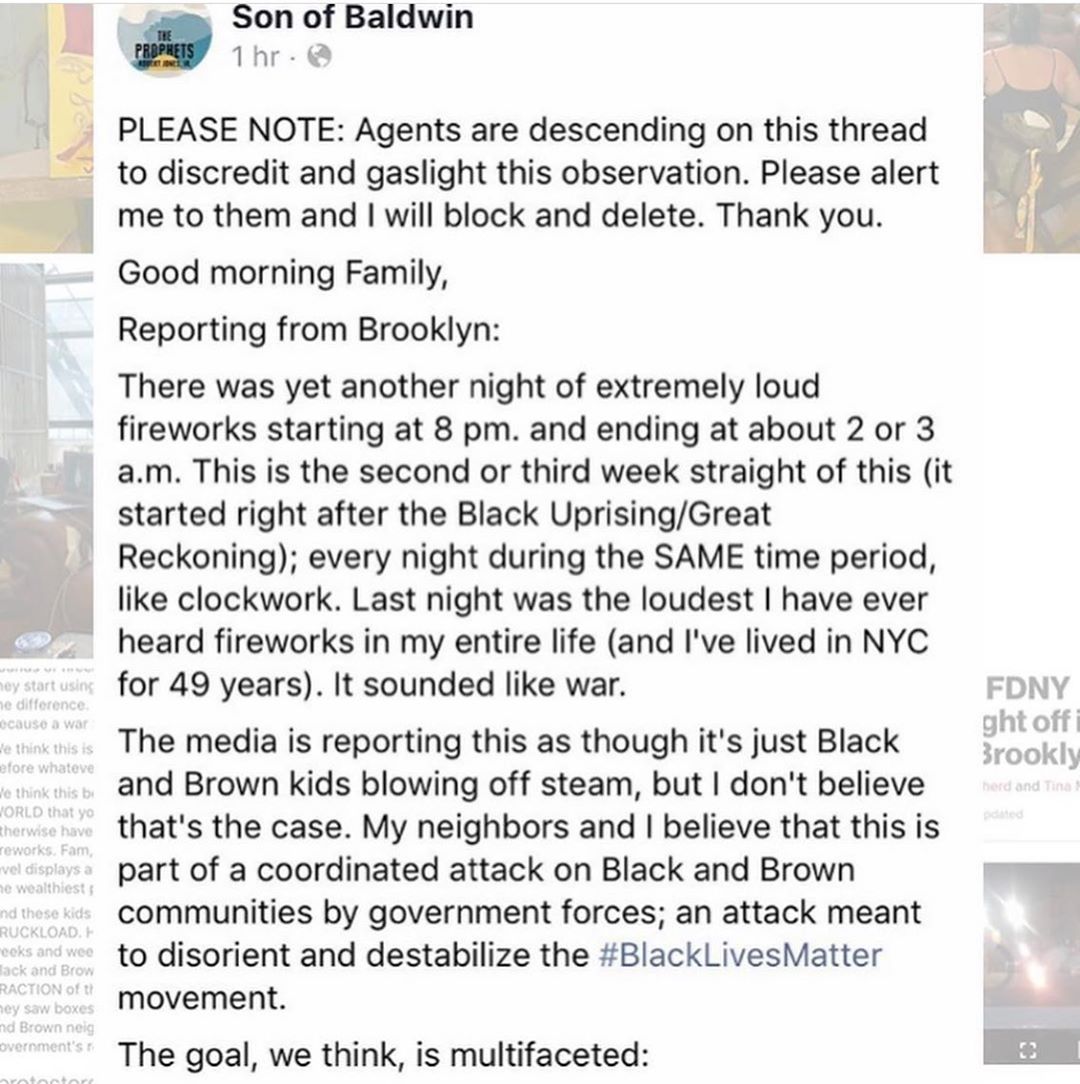 THE
PROPHETS
ROBERT JONES, JR.
Son of Baldwin
1 hr ·
PLEASE NOTE: Agents are descending on this thread
to discredit and gaslight this observation. Please alert
me to them and I will block and delete. Thank you.
Good morning Family,
Reporting from Brooklyn:
There was yet another night of extremely loud
fireworks starting at 8 pm. and ending at about 2 or 3
a.m. This is the second or third week straight of this (it
started right after the Black Uprising/Great
Reckoning); every night during the SAME time period,
like clockwork. Last night was the loudest I have ever
heard fireworks in my entire life (and I've lived in NYC
for 49 years). It sounded like war.
The media is reporting this as though it's just Black
and Brown kids blowing off steam, but I don't believe
that's the case. My neighbors and I believe that this is
part of a coordinated attack on Black and Brown
communities by government forces; an attack meant
to disorient and destabilize the #BlackLivesMatter
movement.
The goal, we think, is multifaceted:
ey start using
e difference.
ecause a war
e think this is
efore whateve
e think this b
ORLD that yo
therwise have
reworks. Fam,
vel displays a
e wealthiest
nd these kids
RUCKLOAD.
eeks and wee
lack and Brow
RACTION of th
ey saw boxes
nd Brown neig
overnment's r
FDNY
ght off i
Brookly
herd and Tina
pdated